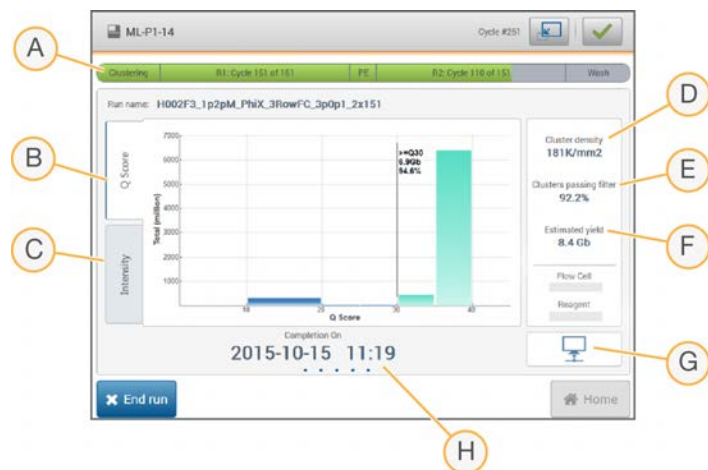 ML-P1-14
Cycle #251
A
Clustering
R1: Cycle 151 of 151
PE
R2: Cycle 110 of 151
Wash
Run name: H002F3_1p2pM_PhiX_3RowFC_3p0p1_2x151
B
Q Score
C
Intensity
Total (million)
7000
6000
5000
4000
3000
2000
1000
>=Q30
6.9Gb
94.6%
10
20
30
40
Q Score
D
Cluster density
181K/mm2
E
Clusters passing filter
92.2%
F
Estimated yield
8.4 Gb
Flow Cell
Reagent
G
Completion On
2015-10-15 11:19
End run
Home
H